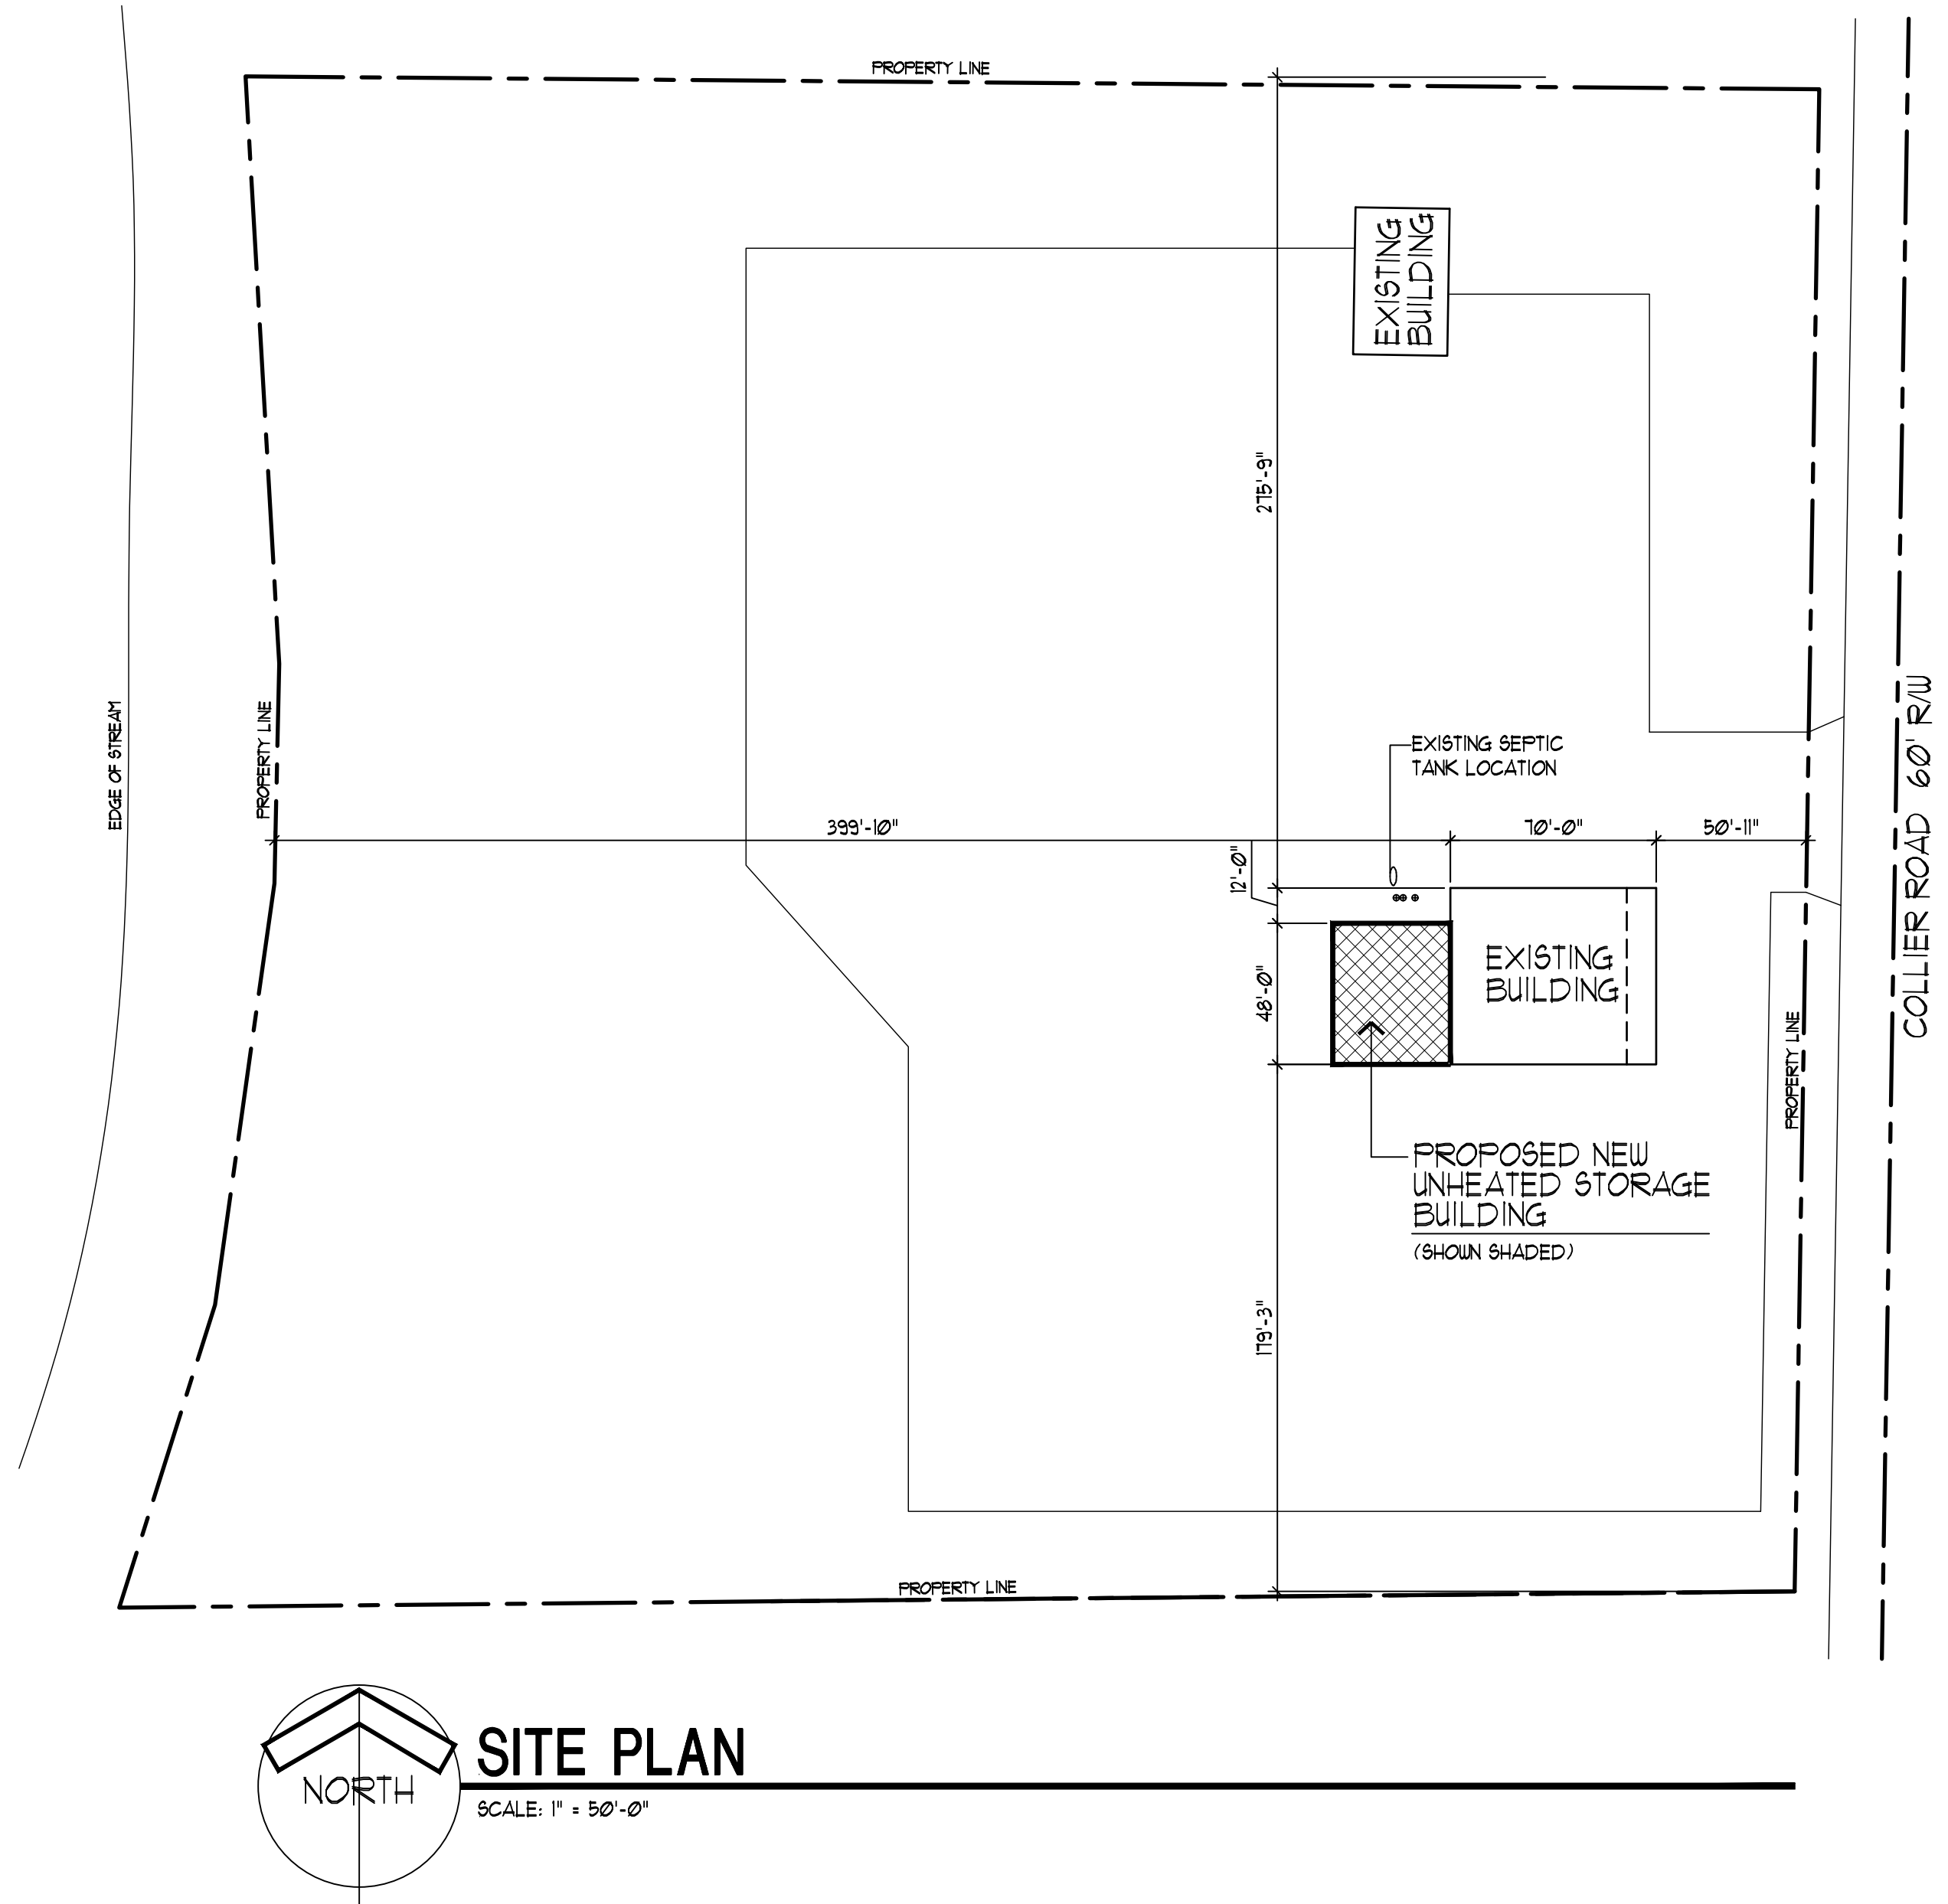 PROPERTY LINE
EXISTING
BUILDING
275'-9"
EDGE OF STREAM
PROPERTY LINE
EXISTING SEPTIC
TANK LOCATION
COLLIER ROAD 60' R/W
399'-10"
70'-0"
50'-11"
12'-0"
48'-0"
EXISTING
BUILDING
PROPERTY LINE
PROPOSED NEW
UNHEATED STORAGE
BUILDING
(SHOWN SHADED)
179'-3"
PROPERTY LINE
NORTH
SITE PLAN
SCALE: 1" = 50'-0"